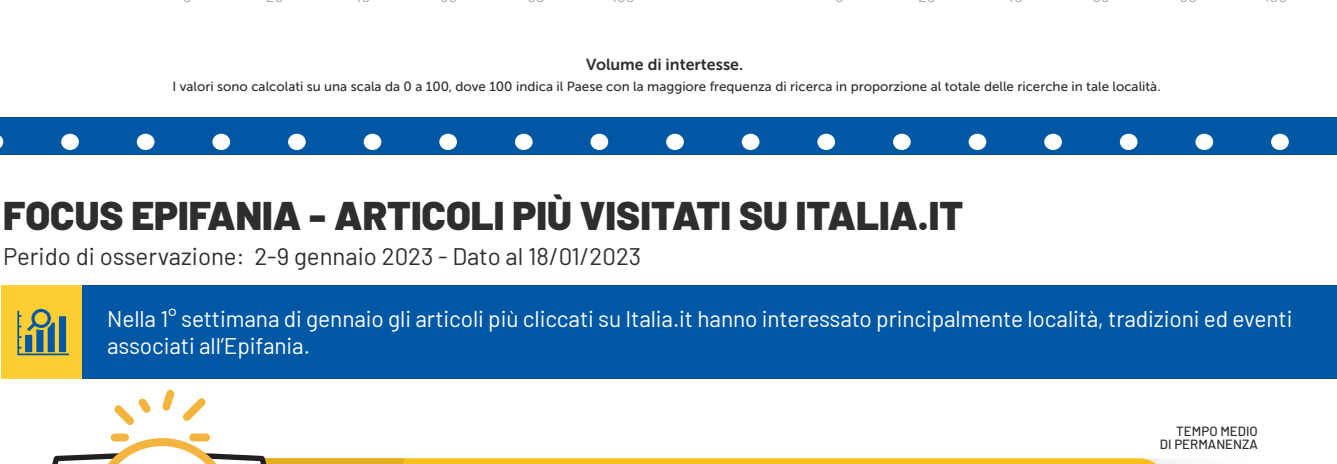 Volume di intertesse.
I valori sono calcolati su una scala da 0 a 100, dove 100 indica il Paese con la maggiore frequenza di ricerca in proporzione al totale delle ricerche in tale località.
FOCUS EPIFANIA - ARTICOLI PIÙ VISITATI SU ITALIA.IT
Perido di osservazione: 2-9 gennaio 2023 - Dato al 18/01/2023
Nella 1° settimana di gennaio gli articoli più cliccati su Italia.it hanno interessato principalmente località, tradizioni ed eventi
associati all'Epifania.
TEMPO MEDIO
DI PERMANENZA